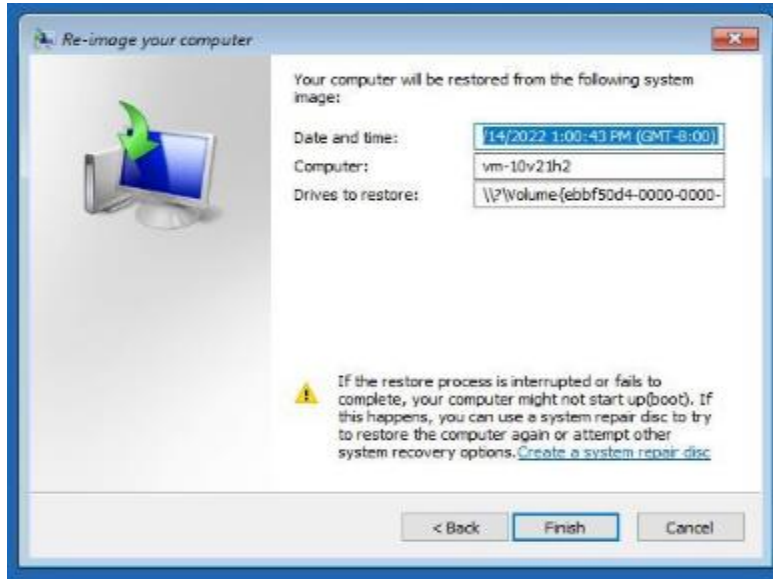 Re-image your computer
Your computer will be restored from the following system
image:
Date and time:
/14/2022 1:00:43 PM (GMT-8:00)
Computer:
vm-10v21h2
Drives to restore:
\\?\Volume{ebbf50d4-0000-0000-
If the restore process is interrupted or fails to
complete, your computer might not start up(boot). If
this happens, you can use a system repair disc to try
to restore the computer again or attempt other
system recovery options.Create a system repair disc
< Back
Finish
Cancel